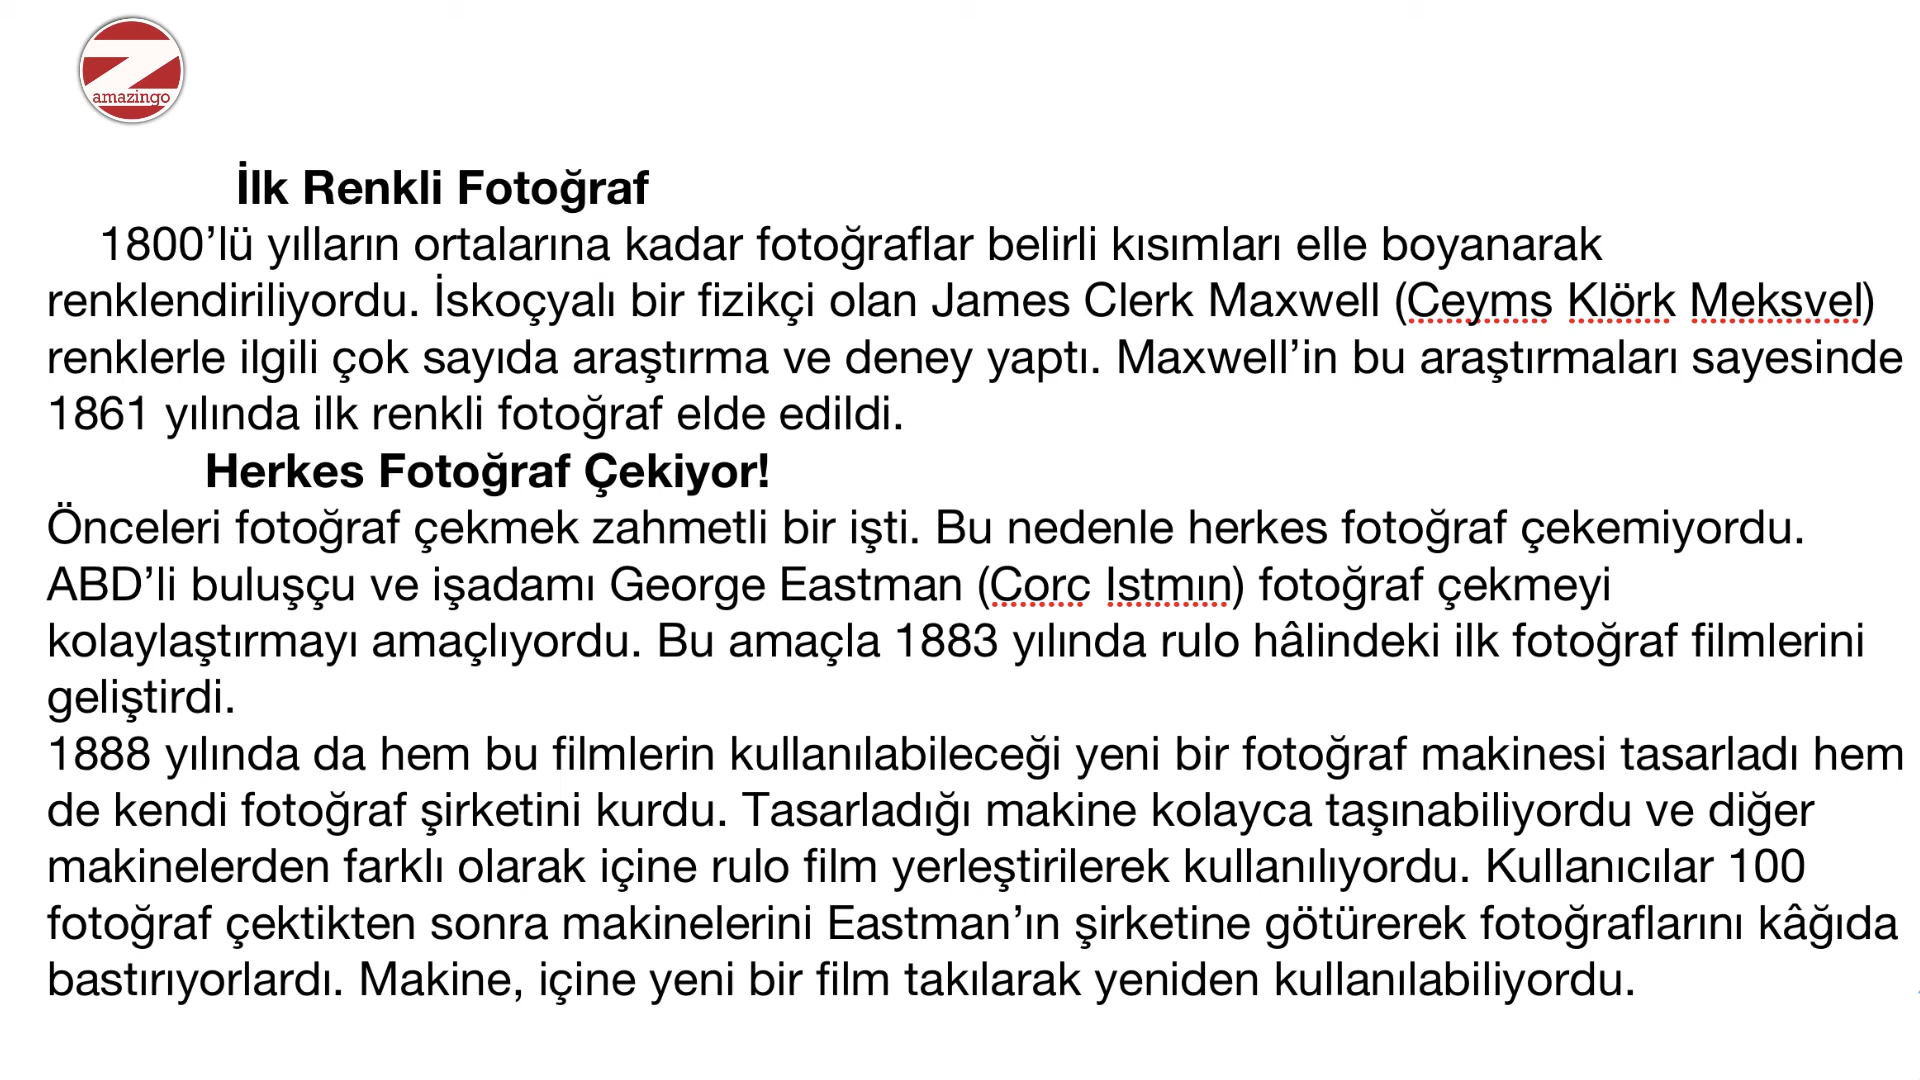 amazingo
İlk Renkli Fotoğraf
1800’lü yılların ortalarına kadar fotoğraflar belirli kısımları elle boyanarak
renklendiriliyordu. İskoçyalı bir fizikçi olan James Clerk Maxwell (Ceyms Klörk Meksvel)
renklerle ilgili çok sayıda araştırma ve deney yaptı. Maxwell’in bu araştırmaları sayesinde
1861 yılında ilk renkli fotoğraf elde edildi.
Herkes Fotoğraf Çekiyor!
Önceleri fotoğraf çekmek zahmetli bir işti. Bu nedenle herkes fotoğraf çekemiyordu.
ABD’li buluşçu ve işadamı George Eastman (Corc Istmın) fotoğraf çekmeyi
kolaylaştırmayı amaçlıyordu. Bu amaçla 1883 yılında rulo hâlindeki ilk fotoğraf filmlerini
geliştirdi.
1888 yılında da hem bu filmlerin kullanılabileceği yeni bir fotoğraf makinesi tasarladı hem
de kendi fotoğraf şirketini kurdu. Tasarladığı makine kolayca taşınabiliyordu ve diğer
makinelerden farklı olarak içine rulo film yerleştirilerek kullanılıyordu. Kullanıcılar 100
fotoğraf çektikten sonra makinelerini Eastman’ın şirketine götürerek fotoğraflarını kâğıda
bastırıyorlardı. Makine, içine yeni bir film takılarak yeniden kullanılabiliyordu.